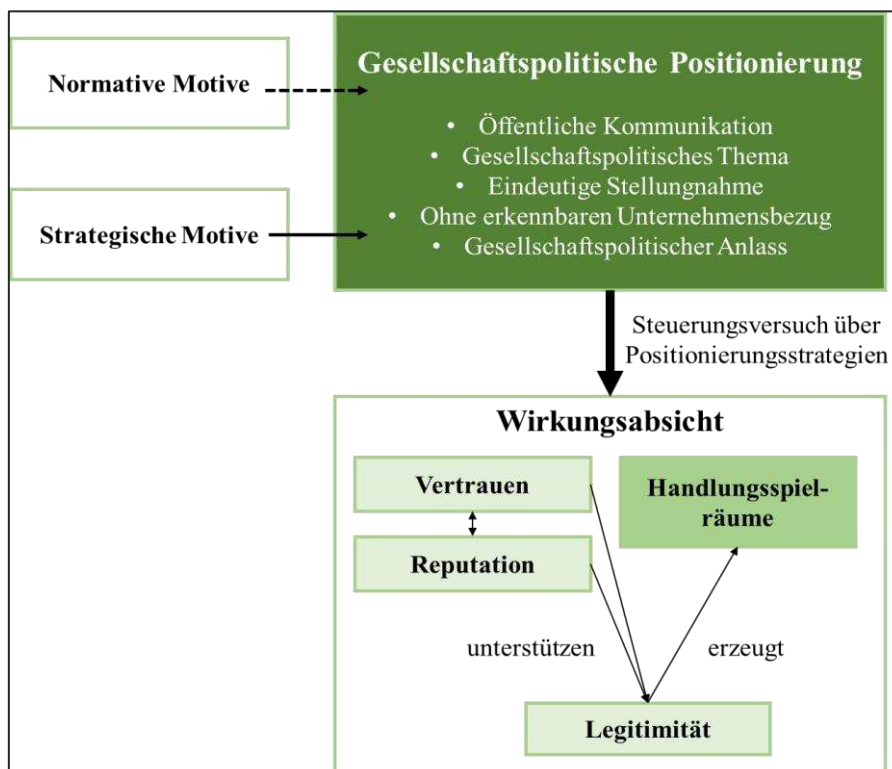 Normative Motive
Strategische Motive
Gesellschaftspolitische Positionierung
• Öffentliche Kommunikation
• Gesellschaftspolitisches Thema
• Eindeutige Stellungnahme
• Ohne erkennbaren Unternehmensbezug
• Gesellschaftspolitischer Anlass
Steuerungsversuch über
Positionierungsstrategien
Wirkungsabsicht
Vertrauen
Reputation
Handlungsspiel-
räume
unterstützen
erzeugt
Legitimität